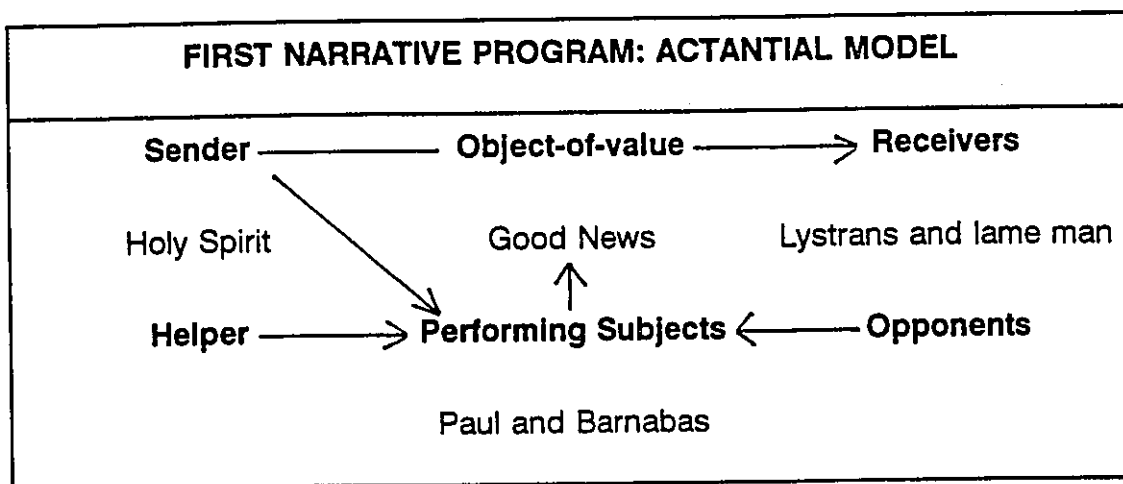 FIRST NARRATIVE PROGRAM: ACTANTIAL MODEL
Sender Object-of-value Receivers
Holy Spirit Good News Lystrans and lame man
Helper Performing Subjects Opponents
Paul and Barnabas